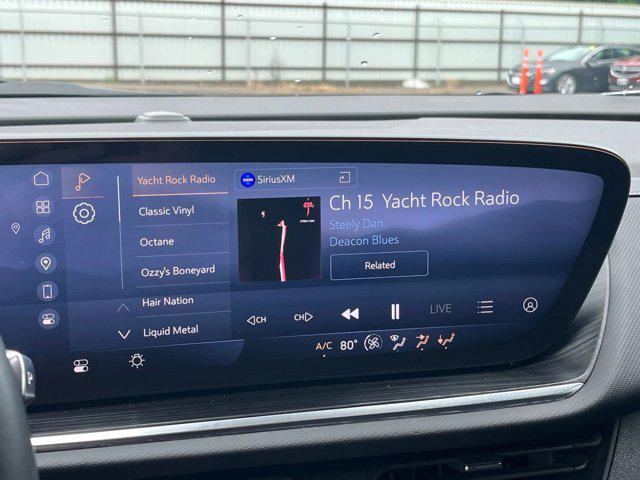 Yacht Rock Radio
Classic Vinyl
Octane
Ozzy's Boneyard
Hair Nation
Liquid Metal
SiriusXM
Ch 15 Yacht Rock Radio
Steely Dan
Deacon Blues
Related
CH
CH
LIVE
A/C 80°